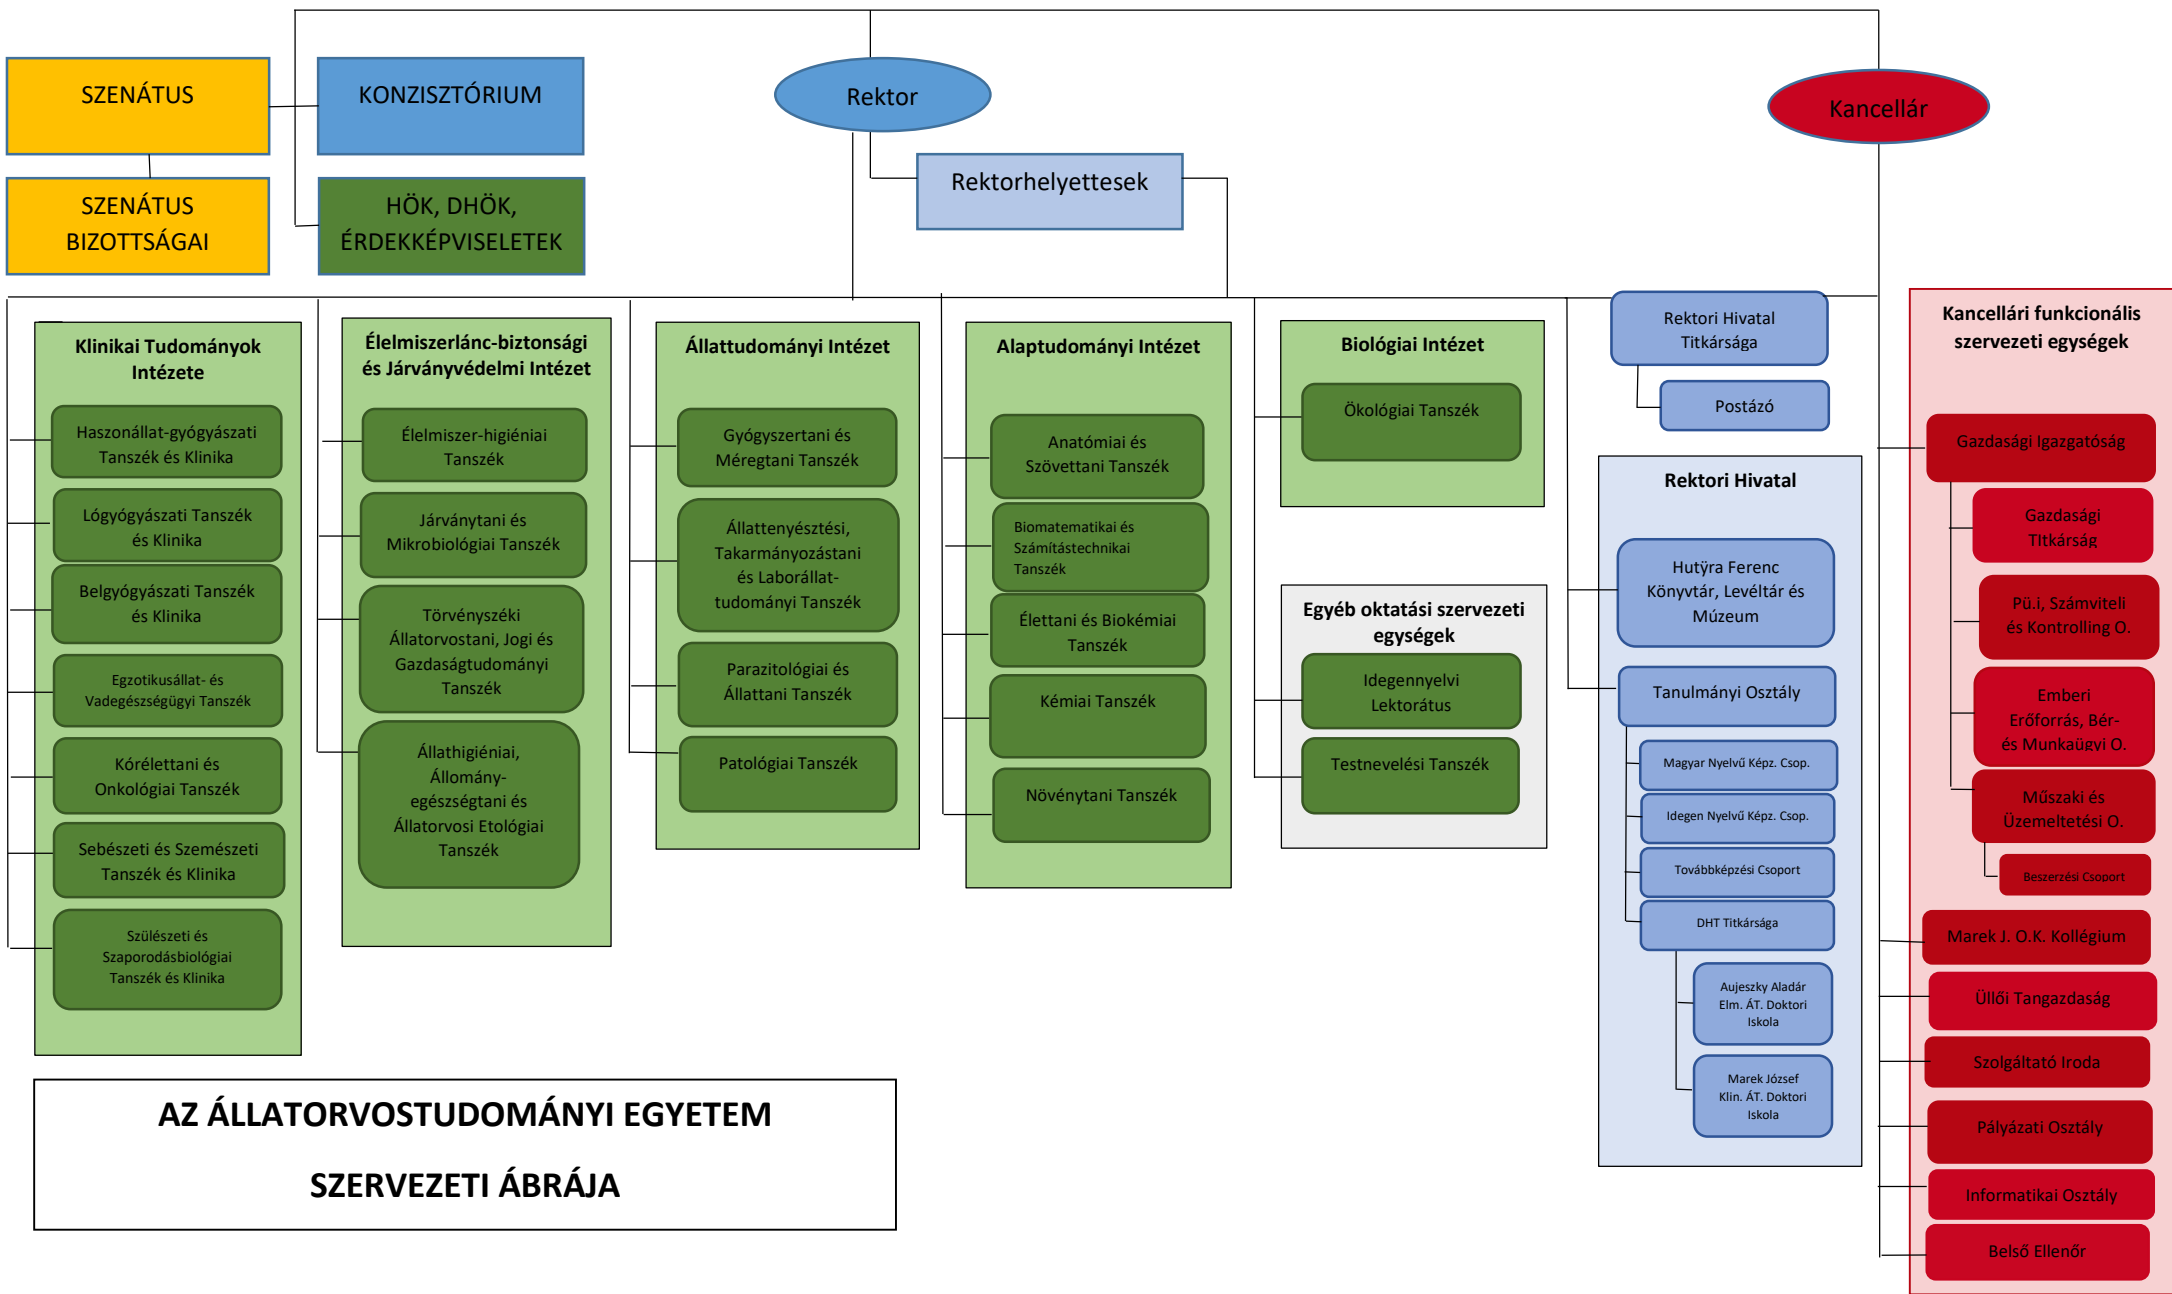 SZENÁTUS
KONZISZTÓRIUM
Rektor
Kancellár
Rektorhelyettesek
SZENÁTUS
BIZOTTSÁGAI
HÖK, DHÖK,
ÉRDEKKÉPVISELETEK
Klinikai Tudományok
Intézete
Haszonállat-gyógyászati
Tanszék és Klinika
Lógyógyászati Tanszék
és Klinika
Belgyógyászati Tanszék
és Klinika
Egzotikusállat- és
Vadegészségügyi Tanszék
Kórélettani és
Onkológiai Tanszék
Sebészeti és Szemészeti
Tanszék és Klinika
Szülészeti és
Szaporodásbiológiai
Tanszék és Klinika
Élelmiszerlánc-biztonsági
és Járványvédelmi Intézet
Élelmiszer-higiéniai
Tanszék
Járványtani és
Mikrobiológiai Tanszék
Törvényszéki
Állatorvostani, Jogi és
Gazdaságtudományi
Tanszék
Állathigiéniai,
Állomány-
egészségtani és
Állatorvosi Etológiai
Tanszék
Állattudományi Intézet
Gyógyszertani és
Méregtani Tanszék
Állattenyésztési,
Takarmányozástani
és Laborállat-
tudományi Tanszék
Parazitológiai és
Állattani Tanszék
Patológiai Tanszék
Alaptudományi Intézet
Anatómiai és
Szövettani Tanszék
Biomatematikai és
Számítástechnikai
Tanszék
Élettani és Biokémiai
Tanszék
Kémiai Tanszék
Növénytani Tanszék
Biológiai Intézet
Ökológiai Tanszék
Egyéb oktatási szervezeti
egységek
Idegennyelvi
Lektorátus
Testnevelési Tanszék
Rektori Hivatal
Titkársága
Postázó
Rektori Hivatal
Hutÿra Ferenc
Könyvtár, Levéltár és
Múzeum
Tanulmányi Osztály
Magyar Nyelvű Képz. Csop.
Idegen Nyelvű Képz. Csop.
Továbbképzési Csoport
DHT Titkársága
Aujeszky Aladár
Elm. ÁT. Doktori
Iskola
Marek József
Klin. ÁT. Doktori
Iskola
Kancellári funkcionális
szervezeti egységek
Gazdasági Igazgatóság
Gazdasági
TItkárság
Pü.i, Számviteli
és Kontrolling O.
Emberi
Erőforrás, Bér-
és Munkaügyi O.
Műszaki és
Üzemeltetési O.
Beszerzési Csoport
Marek J. O.K. Kollégium
Üllői Tangazdaság
Szolgáltató Iroda
Pályázati Osztály
Informatikai Osztály
Belső Ellenőr
AZ ÁLLATORVOSTUDOMÁNYI EGYETEM
SZERVEZETI ÁBRÁJA